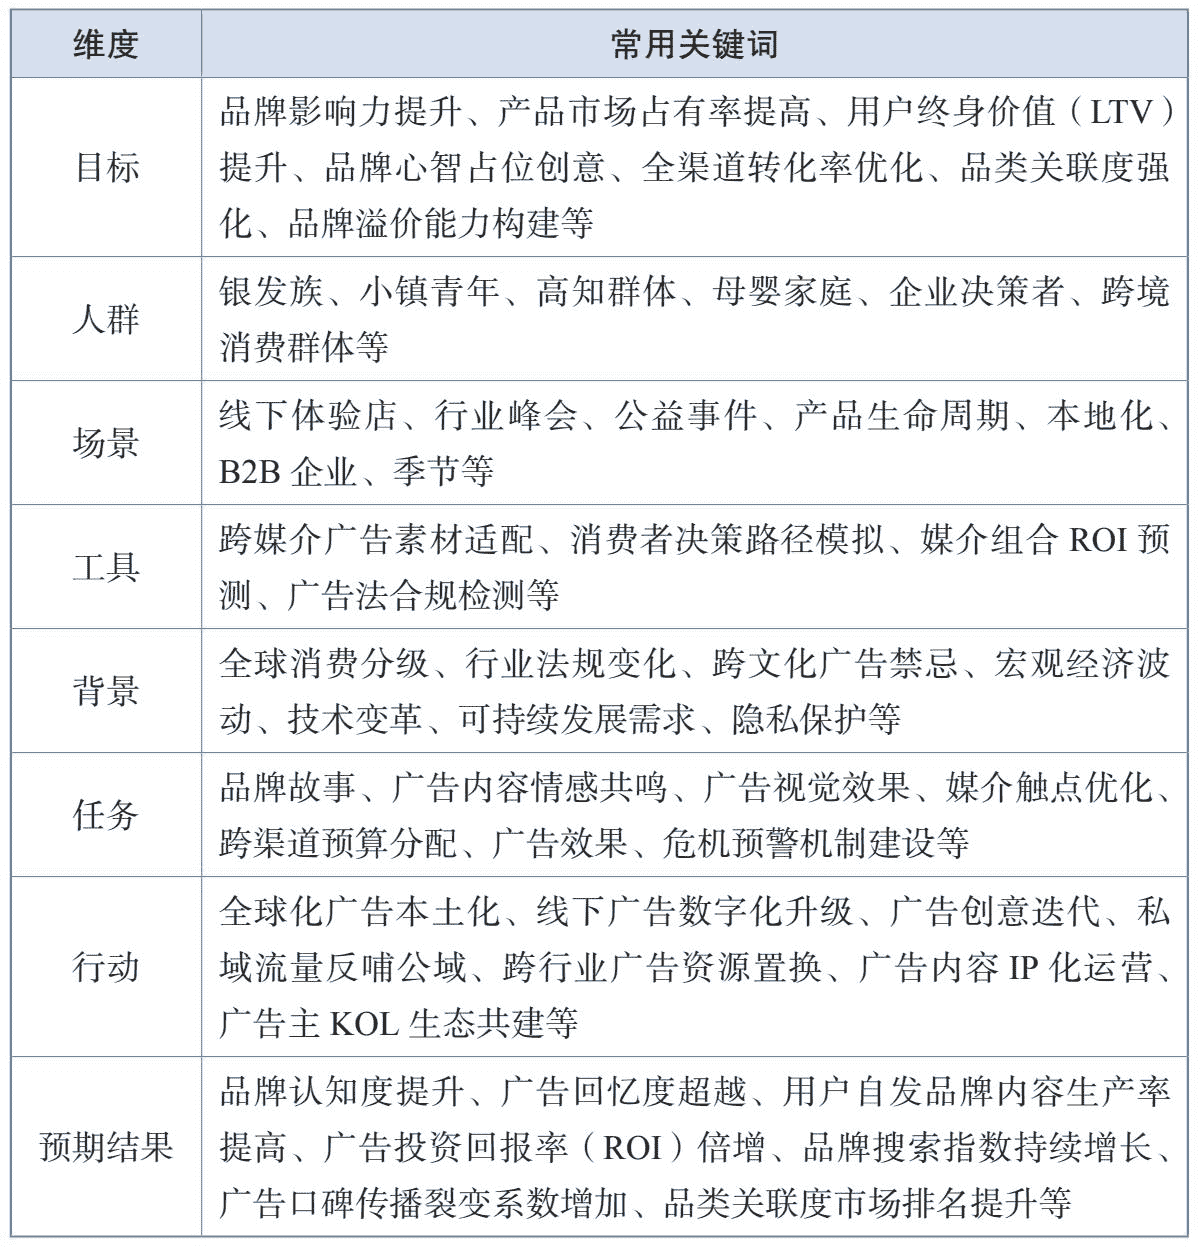 维度
常用关键词
目标
品牌影响力提升、产品市场占有率提高、用户终身价值（LTV）
提升、品牌心智占位创意、全渠道转化率优化、品类关联度强
化、品牌溢价能力构建等
人群
银发族、小镇青年、高知群体、母婴家庭、企业决策者、跨境
消费群体等
场景
线下体验店、行业峰会、公益事件、产品生命周期、本地化、
B2B 企业、季节等
工具
跨媒介广告素材适配、消费者决策路径模拟、媒介组合 ROI 预
测、广告法合规检测等
背景
全球消费分级、行业法规变化、跨文化广告禁忌、宏观经济波
动、技术变革、可持续发展需求、隐私保护等
任务
品牌故事、广告内容情感共鸣、广告视觉效果、媒介触点优化、
跨渠道预算分配、广告效果、危机预警机制建设等
行动
全球化广告本土化、线下广告数字化升级、广告创意迭代、私
域流量反哺公域、跨行业广告资源置换、广告内容 IP 化运营、
广告主 KOL 生态共建等
预期结果
品牌认知度提升、广告回忆度超越、用户自发品牌内容生产率
提高、广告投资回报率（ROI）倍增、品牌搜索指数持续增长、
广告口碑传播裂变系数增加、品类关联度市场排名提升等